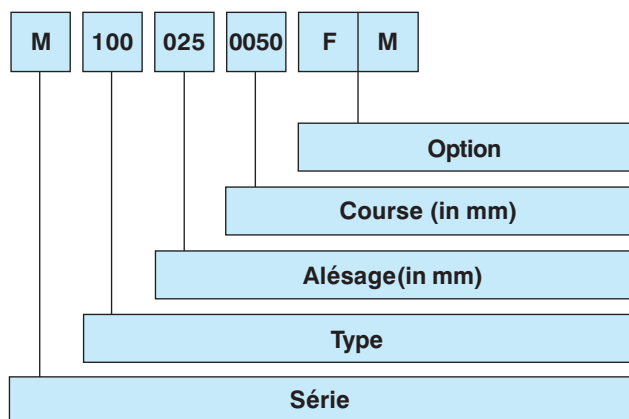 M 100 025 0050 F M
Option
Course (in mm)
Alésage(in mm)
Type
Série